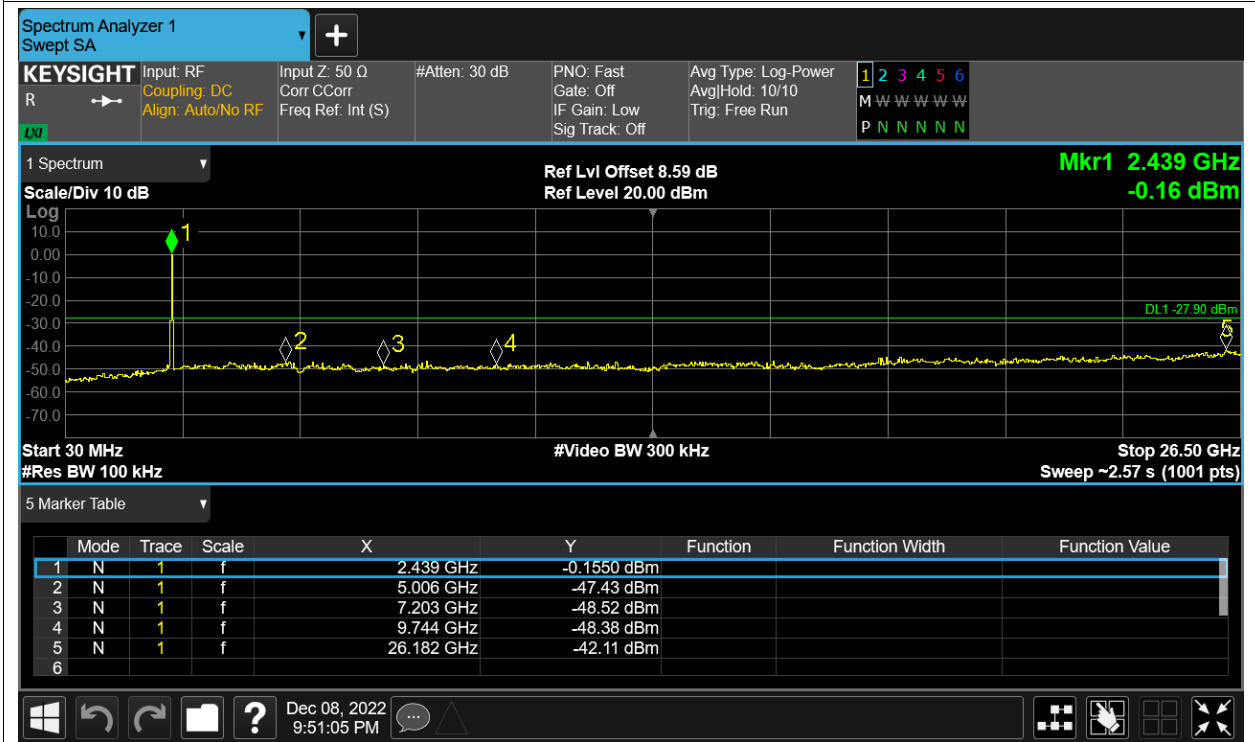 Spectrum Analyzer 1
Swept SA
+
KEYSIGHT
R
LXI
Input: RF
Coupling: DC
Align: Auto/No RF
Input Z: 50 Ω
Corr CCorr
Freq Ref: Int (S)
#Atten: 30 dB
PNO: Fast
Gate: Off
IF Gain: Low
Sig Track: Off
Avg Type: Log-Power
Avg|Hold: 10/10
Trig: Free Run
1 2 3 4 5 6
M W W W W W
P N N N N N
1 Spectrum
Scale/Div 10 dB
Ref Lvl Offset 8.59 dB
Ref Level 20.00 dBm
Mkr1 2.439 GHz
-0.16 dBm
Log
10.0
0.00
-10.0
-20.0
-30.0
-40.0
-50.0
-60.0
-70.0
1
2
3
4
5
DL1 -27.90 dBm
Start 30 MHz
#Res BW 100 kHz
#Video BW 300 kHz
Stop 26.50 GHz
Sweep ~2.57 s (1001 pts)
5 Marker Table
Mode Trace Scale X Y Function Function Width Function Value
1 N 1 f 2.439 GHz -0.1550 dBm
2 N 1 f 5.006 GHz -47.43 dBm
3 N 1 f 7.203 GHz -48.52 dBm
4 N 1 f 9.744 GHz -48.38 dBm
5 N 1 f 26.182 GHz -42.11 dBm
6
?
Dec 08, 2022
9:51:05 PM